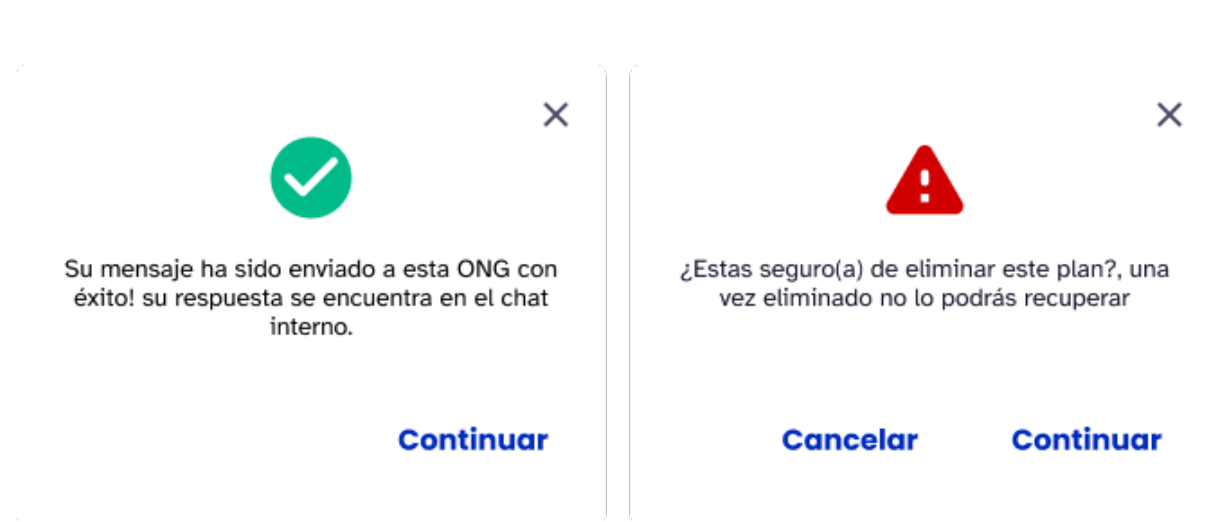 Su mensaje ha sido enviado a esta ONG con
éxito! su respuesta se encuentra en el chat
interno.
Continuar
¿Estas seguro(a) de eliminar este plan?, una
vez eliminado no lo podrás recuperar
Cancelar
Continuar